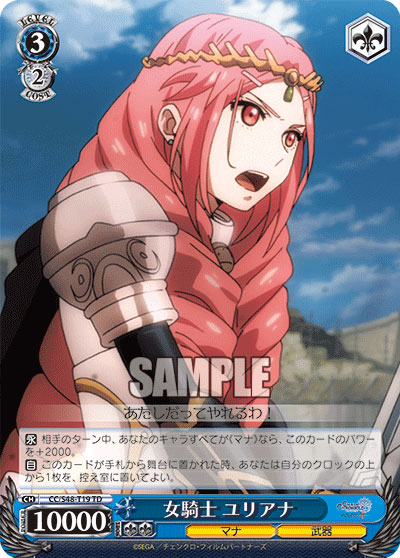 LEVEL
3
2
COST
SAMPLE
あたしだってやれるわ！
永 相手のターン中、あなたのキャラすべてが《マナ》なら、このカードのパワー
を+2000。
自 このカードが手札から舞台に置かれた時、あなたは自分のクロックの上
から1枚を、控え室に置いてよい。
CH CC/S48-T19 TD
POWER 10000
女騎士 ユリアナ
マナ 武器
©SEGA／チェンクロ・フィルムパートナーズ